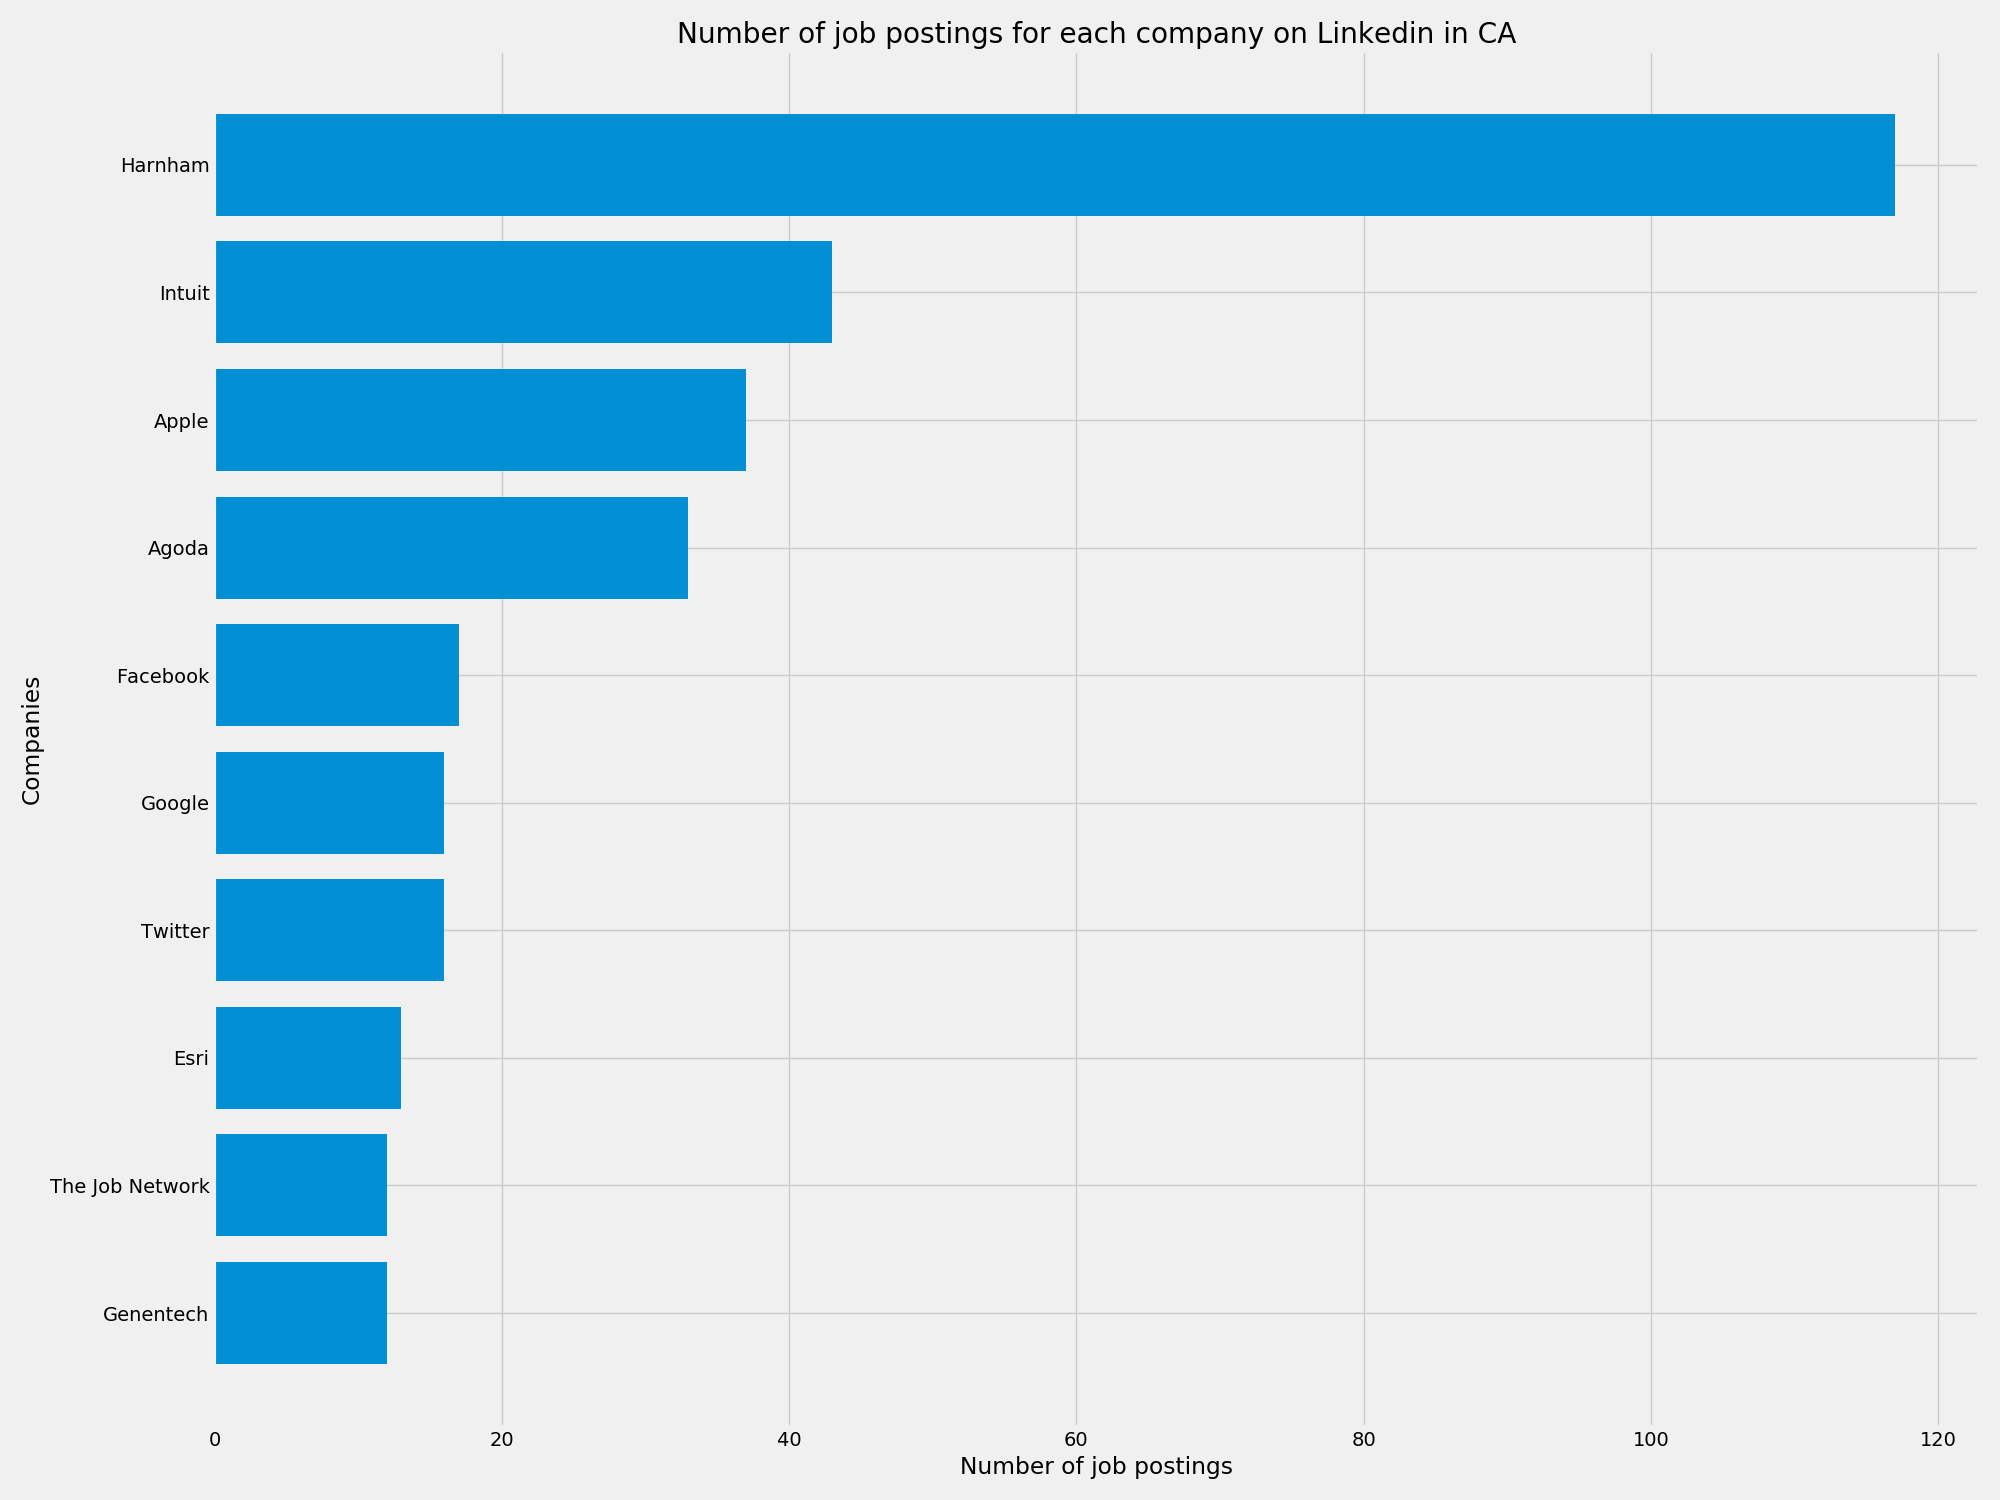 Number of job postings for each company on Linkedin in CA
Harnham
Intuit
Apple
Agoda
Facebook
Google
Twitter
Esri
The Job Network
Genentech
Companies
0 20 40 60 80 100 120
Number of job postings